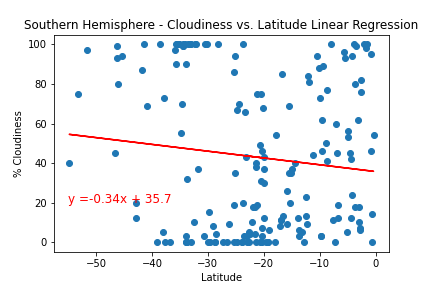 Southern Hemisphere - Cloudiness vs. Latitude Linear Regression
100
80
60
40
20
0
% Cloudiness
y =-0.34x + 35.7
−50 −40 −30 −20 −10 0
Latitude